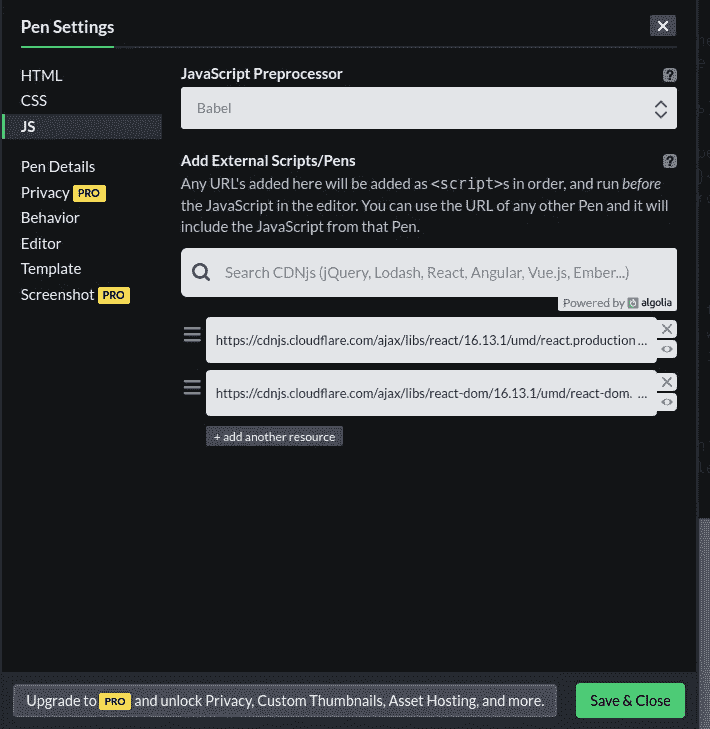 Pen Settings
HTML
CSS
JS
Pen Details
Privacy PRO
Behavior
Editor
Template
Screenshot PRO
JavaScript Preprocessor
Babel
Add External Scripts/Pens
Any URL's added here will be added as <script>s in order, and run before
the JavaScript in the editor. You can use the URL of any other Pen and it will
include the JavaScript from that Pen.
Search CDNjs (jQuery, Lodash, React, Angular, Vue.js, Ember...)
Powered by algolia
https://cdnjs.cloudflare.com/ajax/libs/react/16.13.1/umd/react.production ...
https://cdnjs.cloudflare.com/ajax/libs/react-dom/16.13.1/umd/react-dom. ...
+ add another resource
Upgrade to PRO and unlock Privacy, Custom Thumbnails, Asset Hosting, and more.
Save & Close